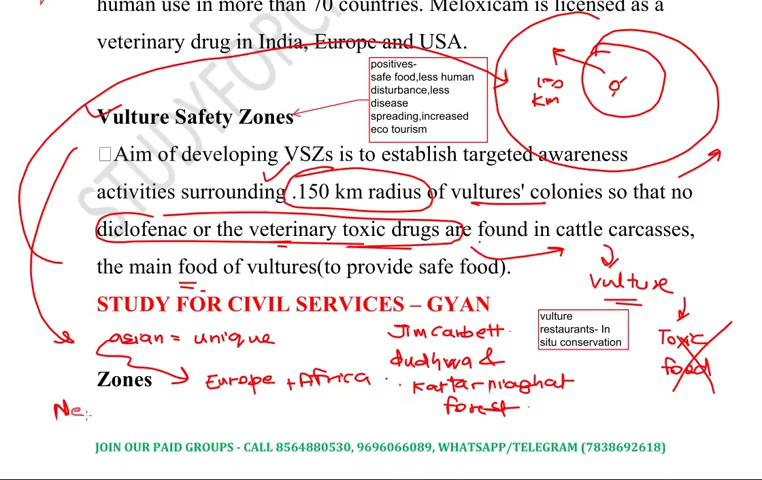 human use in more than 70 countries. Meloxicam is licensed as a
veterinary drug in India, Europe and USA.
positives-
safe food,less human
disturbance,less
disease
spreading,increased
eco tourism
150
km
Vulture Safety Zones
Aim of developing VSZs is to establish targeted awareness
activities surrounding .150 km radius of vultures' colonies so that no
diclofenac or the veterinary toxic drugs are found in cattle carcasses,
the main food of vultures(to provide safe food).
vulture
STUDY FOR CIVIL SERVICES – GYAN
vulture
restaurants- In
situ conservation
Toxic
food
asian = unique
Jim Carbett
dudhwa &
Kattarniaghat
forest
Zones
Europe + Africa
Ne
JOIN OUR PAID GROUPS - CALL 8564880530, 9696066089, WHATSAPP/TELEGRAM (7838692618)
STUDYFORC